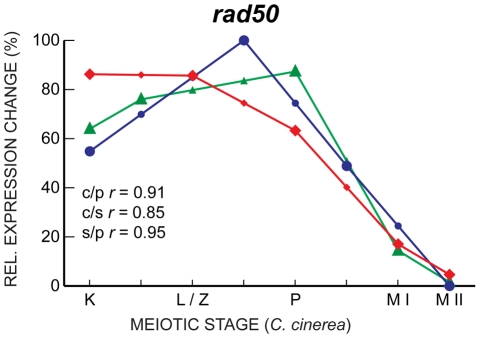 rad50
REL. EXPRESSION CHANGE (%)
100
80
60
40
20
0
c/p r = 0.91
c/s r = 0.85
s/p r = 0.95
K L / Z P M I M II
MEIOTIC STAGE (C. cinerea)